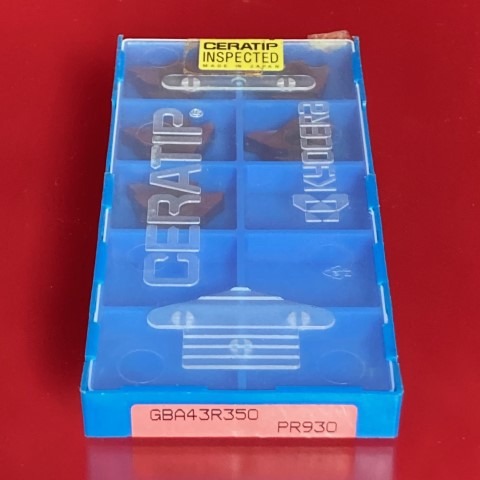 CERATIP
INSPECTED
MADE IN JAPAN
CERATIP®
KYOCERA
GBA43R350
PR930